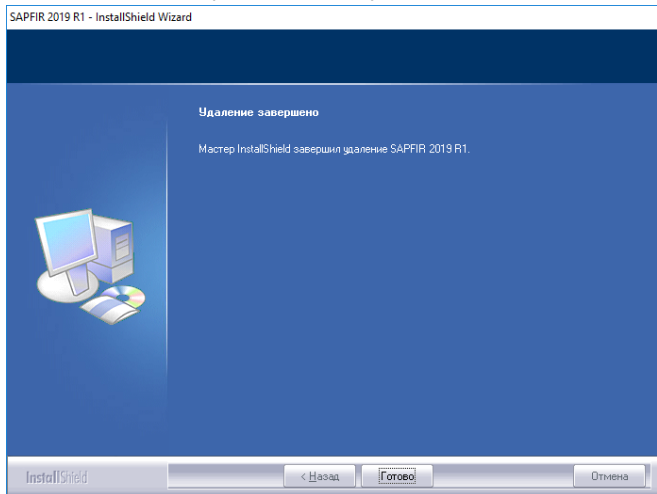 SAPFIR 2019 R1 - InstallShield Wizard
Удаление завершено
Мастер InstallShield завершил удаление SAPFIR 2019 R1.
InstallShield
< Назад
Готово
Отмена